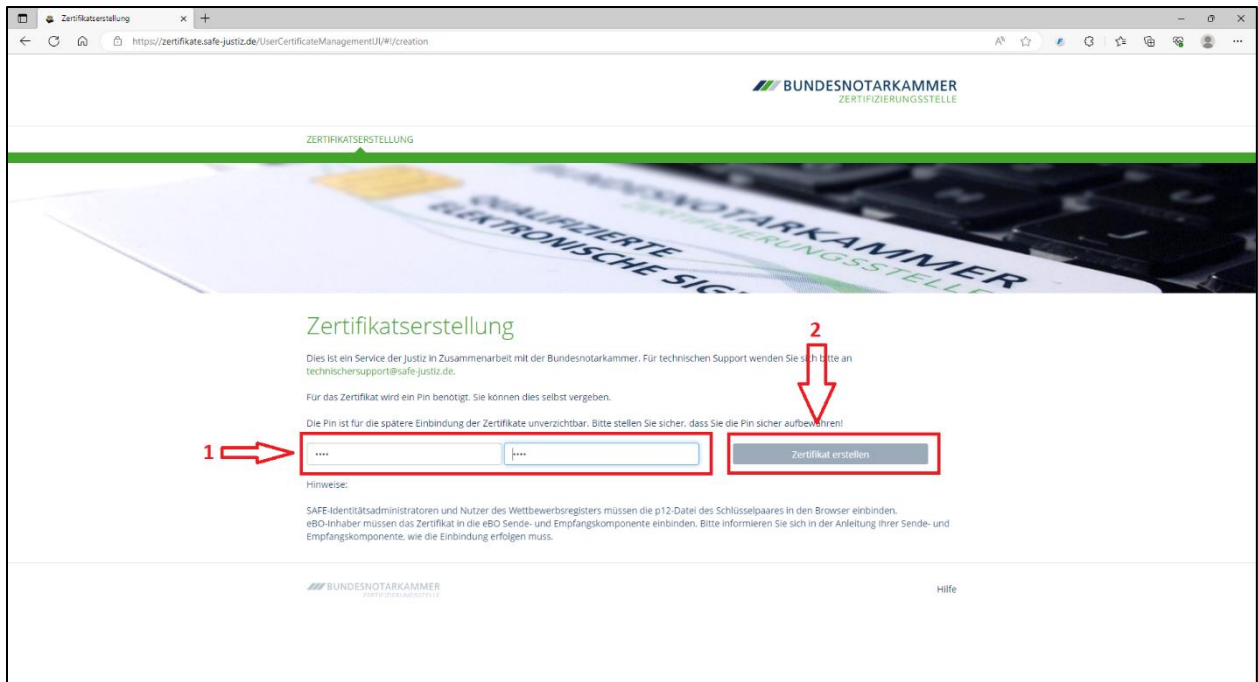 Zertifikatserstellung
https://zertifikate.safe-justiz.de/UserCertificateManagementUI/#!/creation
BUNDESNOTARKAMMER
ZERTIFIZIERUNGSSTELLE
ZERTIFIKATSERSTELLUNG
BUNDESNOTARKAMMER
ZERTIFIZIERUNGSSTELLE
QUALIFIZIERTE
ELEKTRONISCHE SIG
Zertifikatserstellung
2
Dies ist ein Service der Justiz in Zusammenarbeit mit der Bundesnotarkammer. Für technischen Support wenden Sie sich bitte an
technischersupport@safe-justiz.de.
Für das Zertifikat wird ein Pin benötigt. Sie können dies selbst vergeben.
Die Pin ist für die spätere Einbindung der Zertifikate unverzichtbar. Bitte stellen Sie sicher, dass Sie die Pin sicher aufbewahren!
1 •••• •••• Zertifikat erstellen
Hinweise:
SAFE-Identitätsadministratoren und Nutzer des Wettbewerbsregisters müssen die p12-Datei des Schlüsselpaares in den Browser einbinden.
eBO-Inhaber müssen das Zertifikat in die eBO Sende- und Empfangskomponente einbinden. Bitte informieren Sie sich in der Anleitung Ihrer Sende- und
Empfangskomponente, wie die Einbindung erfolgen muss.
BUNDESNOTARKAMMER
ZERTIFIZIERUNGSSTELLE
Hilfe